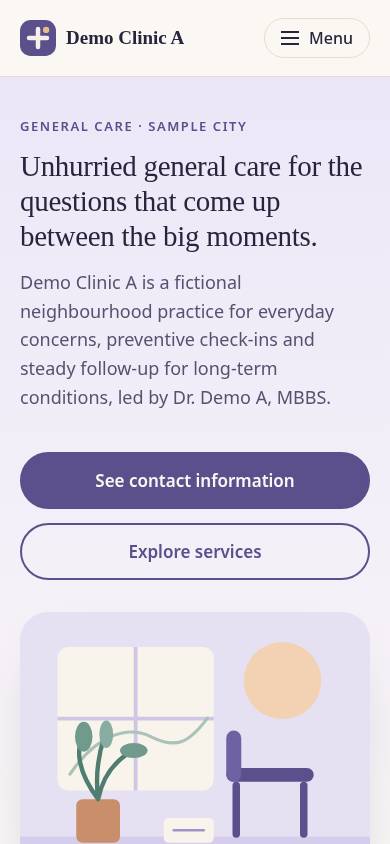 Demo Clinic A
Menu
GENERAL CARE · SAMPLE CITY
Unhurried general care for the
questions that come up
between the big moments.
Demo Clinic A is a fictional
neighbourhood practice for everyday
concerns, preventive check-ins and
steady follow-up for long-term
conditions, led by Dr. Demo A, MBBS.
See contact information
Explore services